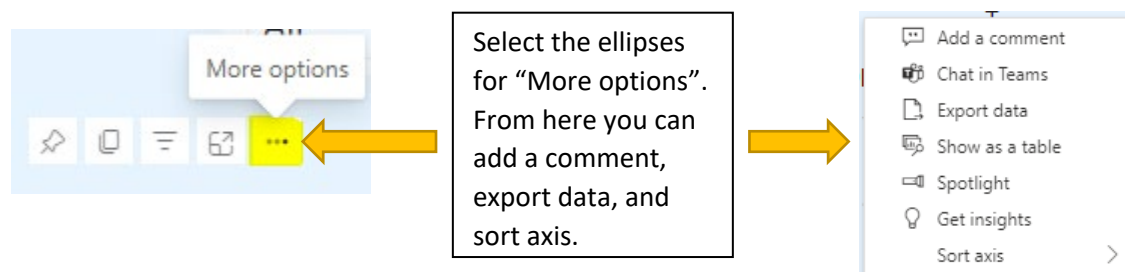 More options
Select the ellipses
for “More options”.
From here you can
add a comment,
export data, and
sort axis.
Add a comment
Chat in Teams
Export data
Show as a table
Spotlight
Get insights
Sort axis